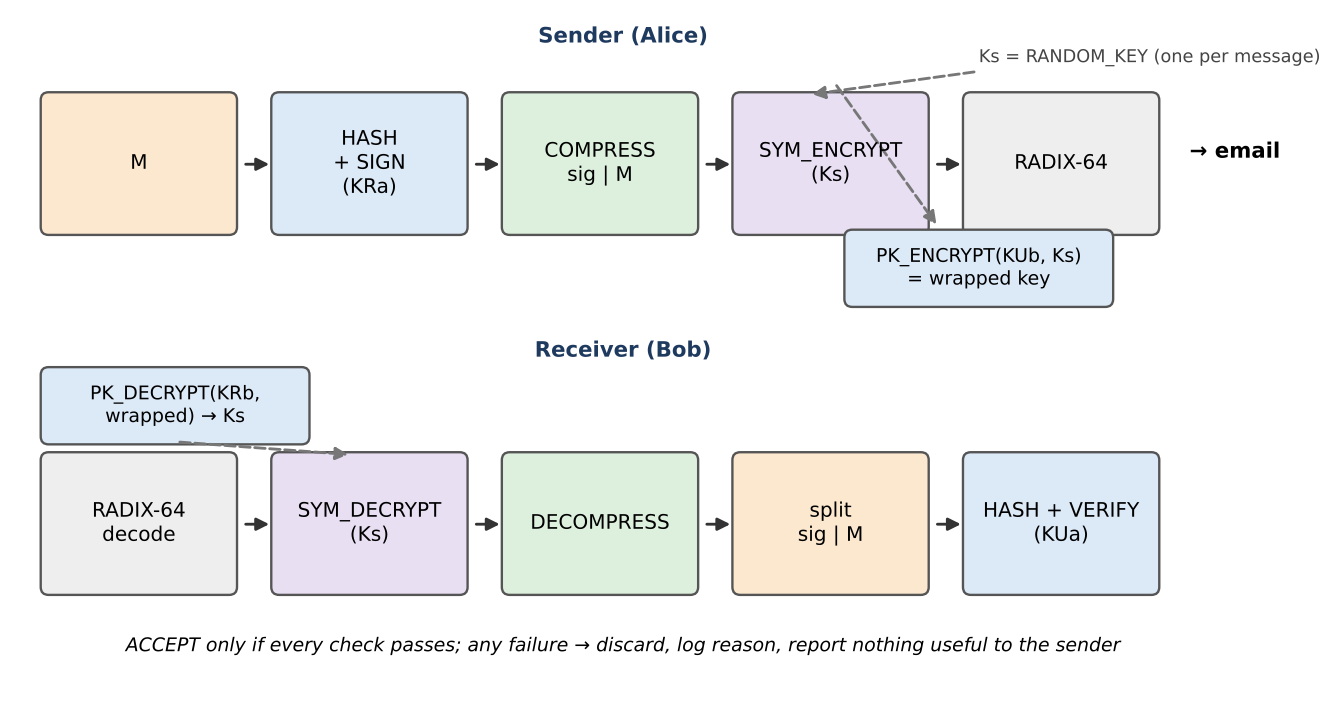 Sender (Alice)
Ks = RANDOM_KEY (one per message)
M
HASH
+ SIGN
(KRa)
COMPRESS
sig | M
SYM_ENCRYPT
(Ks)
RADIX-64
→ email
PK_ENCRYPT(KUb, Ks)
= wrapped key
Receiver (Bob)
PK_DECRYPT(KRb,
wrapped) → Ks
RADIX-64
decode
SYM_DECRYPT
(Ks)
DECOMPRESS
split
sig | M
HASH + VERIFY
(KUa)
ACCEPT only if every check passes; any failure → discard, log reason, report nothing useful to the sender